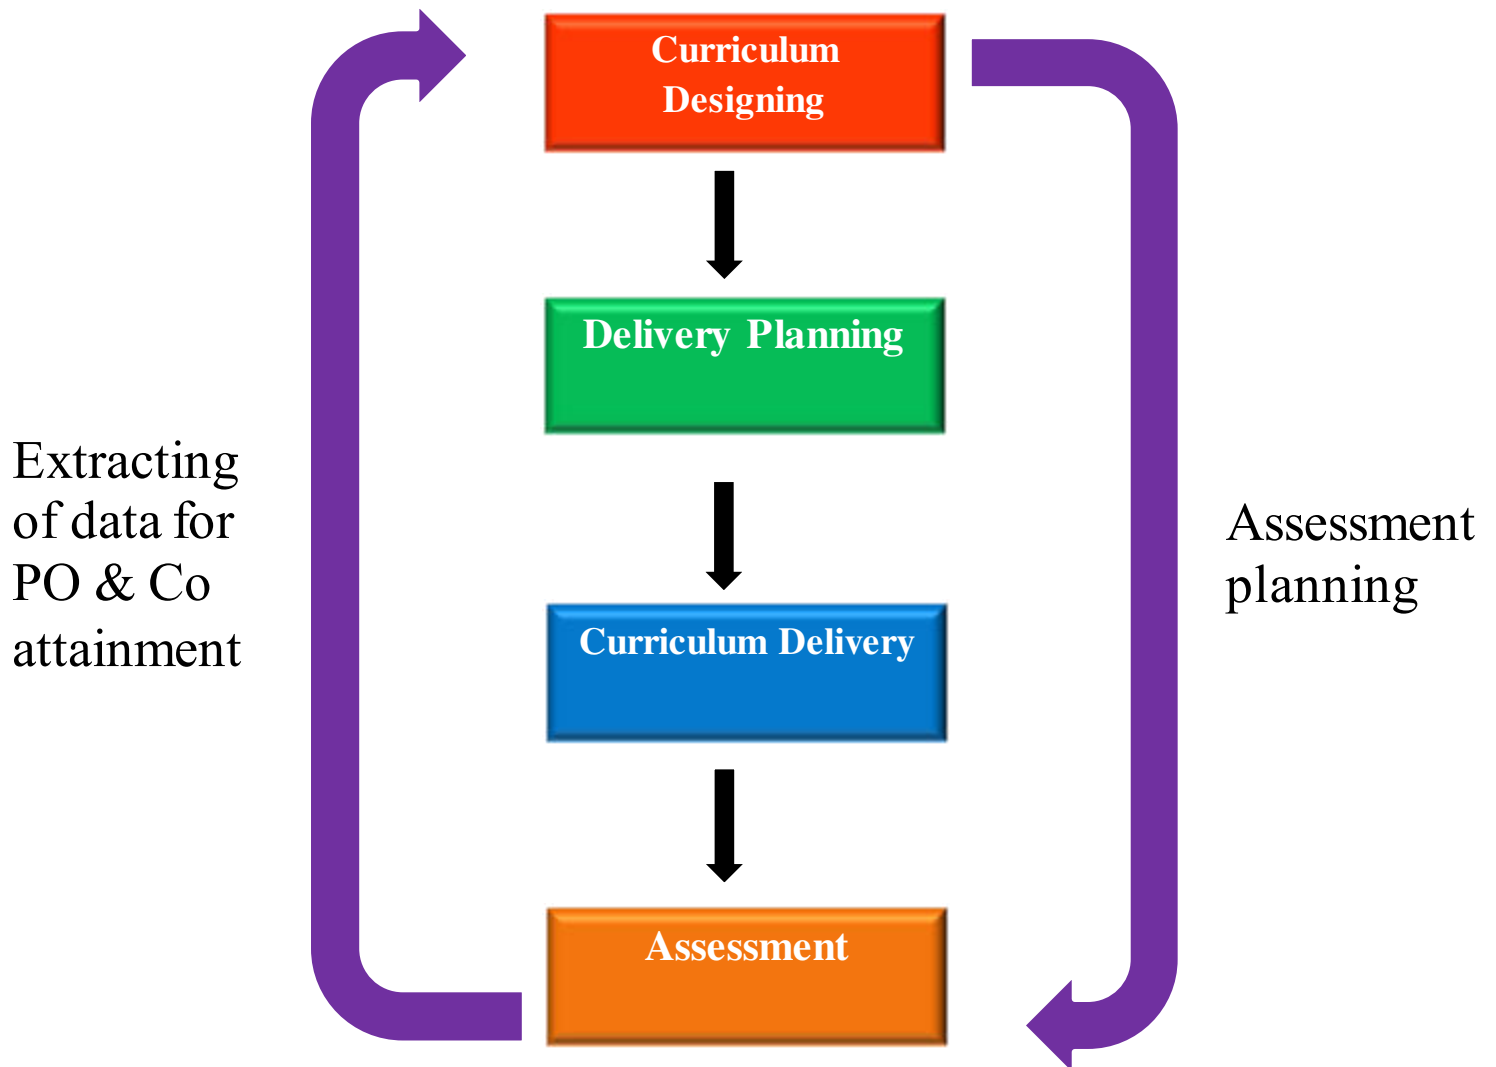 Curriculum
Designing
Delivery Planning
Extracting
of data for
PO & Co
attainment
Assessment
planning
Curriculum Delivery
Assessment